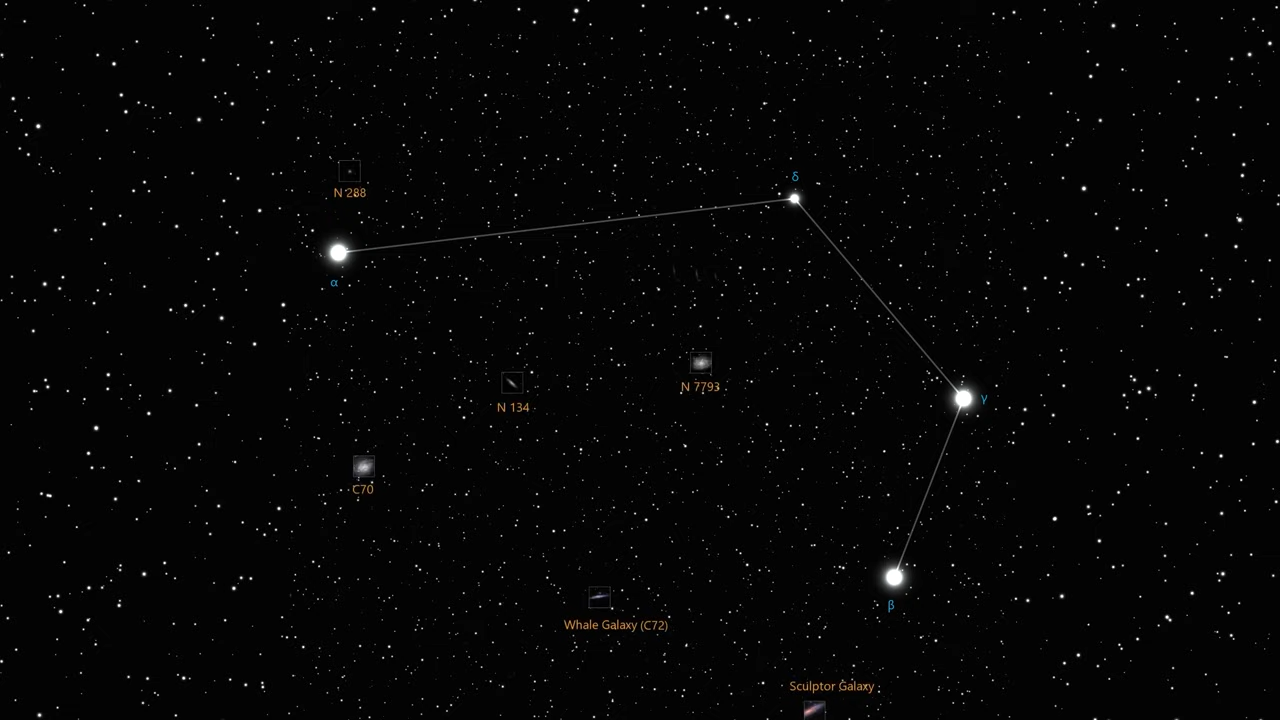 δ
N 288
α
N 7793
γ
N 134
C70
β
Whale Galaxy (C72)
Sculptor Galaxy